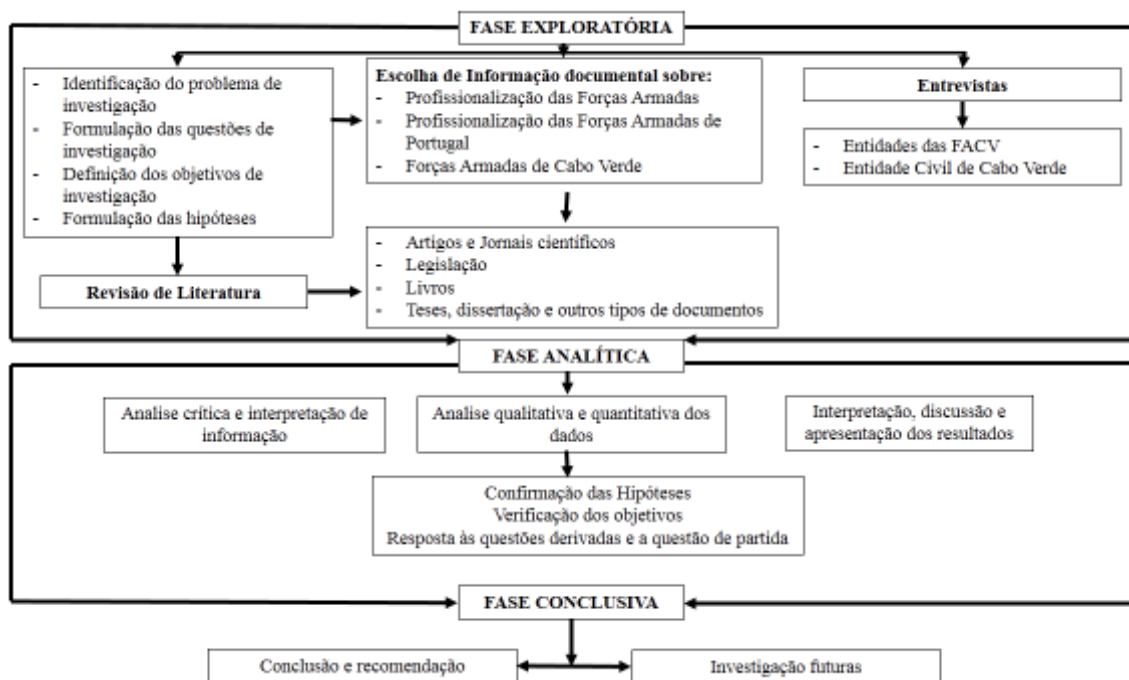 FASE EXPLORATÓRIA
- Identificação do problema de
investigação
- Formulação das questões de
investigação
- Definição dos objetivos de
investigação
- Formulação das hipóteses
Escolha de Informação documental sobre:
- Profissionalização das Forças Armadas
- Profissionalização das Forças Armadas de
Portugal
- Forças Armadas de Cabo Verde
Entrevistas
- Entidades das FACV
- Entidade Civil de Cabo Verde
Revisão de Literatura
- Artigos e Jornais científicos
- Legislação
- Livros
- Teses, dissertação e outros tipos de documentos
FASE ANALÍTICA
Analise crítica e interpretação de
informação
Analise qualitativa e quantitativa dos
dados
Interpretação, discussão e
apresentação dos resultados
Confirmação das Hipóteses
Verificação dos objetivos
Resposta às questões derivadas e a questão de partida
FASE CONCLUSIVA
Conclusão e recomendação
Investigação futuras